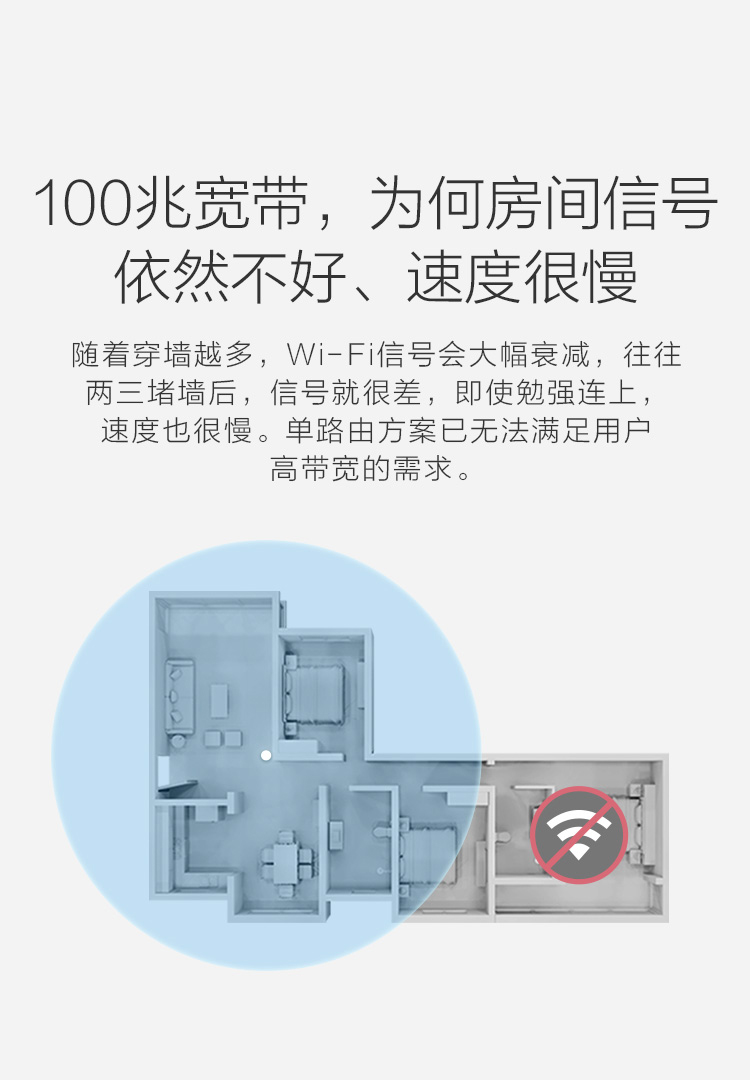 100兆宽带，为何房间信号
依然不好、速度很慢
随着穿墙越多，Wi-Fi信号会大幅衰减，往往
两三堵墙后，信号就很差，即使勉强连上，
速度也很慢。单路由方案已无法满足用户
高带宽的需求。